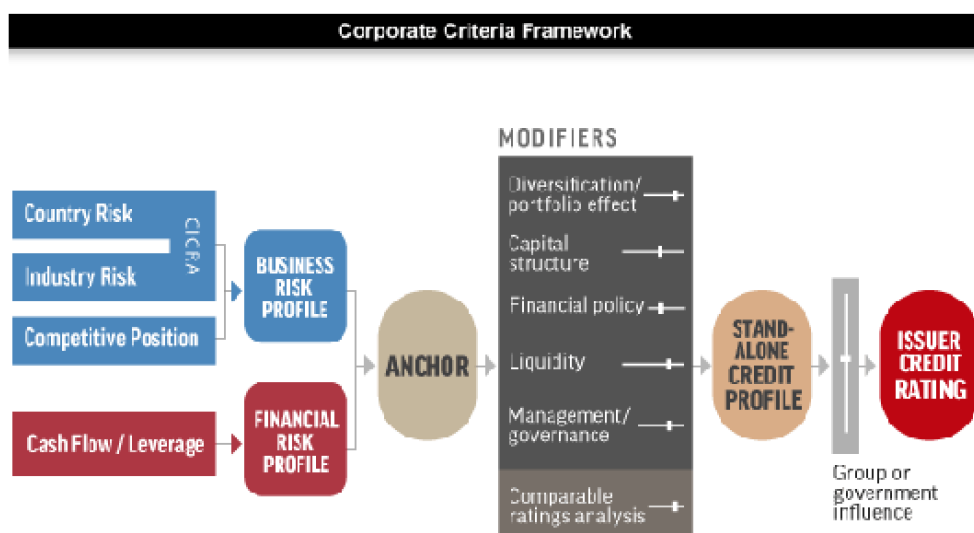 Corporate Criteria Framework
MODIFIERS
Country Risk
Industry Risk
CICRA
Competitive Position
Cash Flow / Leverage
BUSINESS
RISK
PROFILE
FINANCIAL
RISK
PROFILE
ANCHOR
Diversification/
portfolio effect
Capital
structure
Financial policy
Liquidity
Management/
governance
Comparable
ratings analysis
STAND-
ALONE
CREDIT
PROFILE
Group or
government
influence
ISSUER
CREDIT
RATING